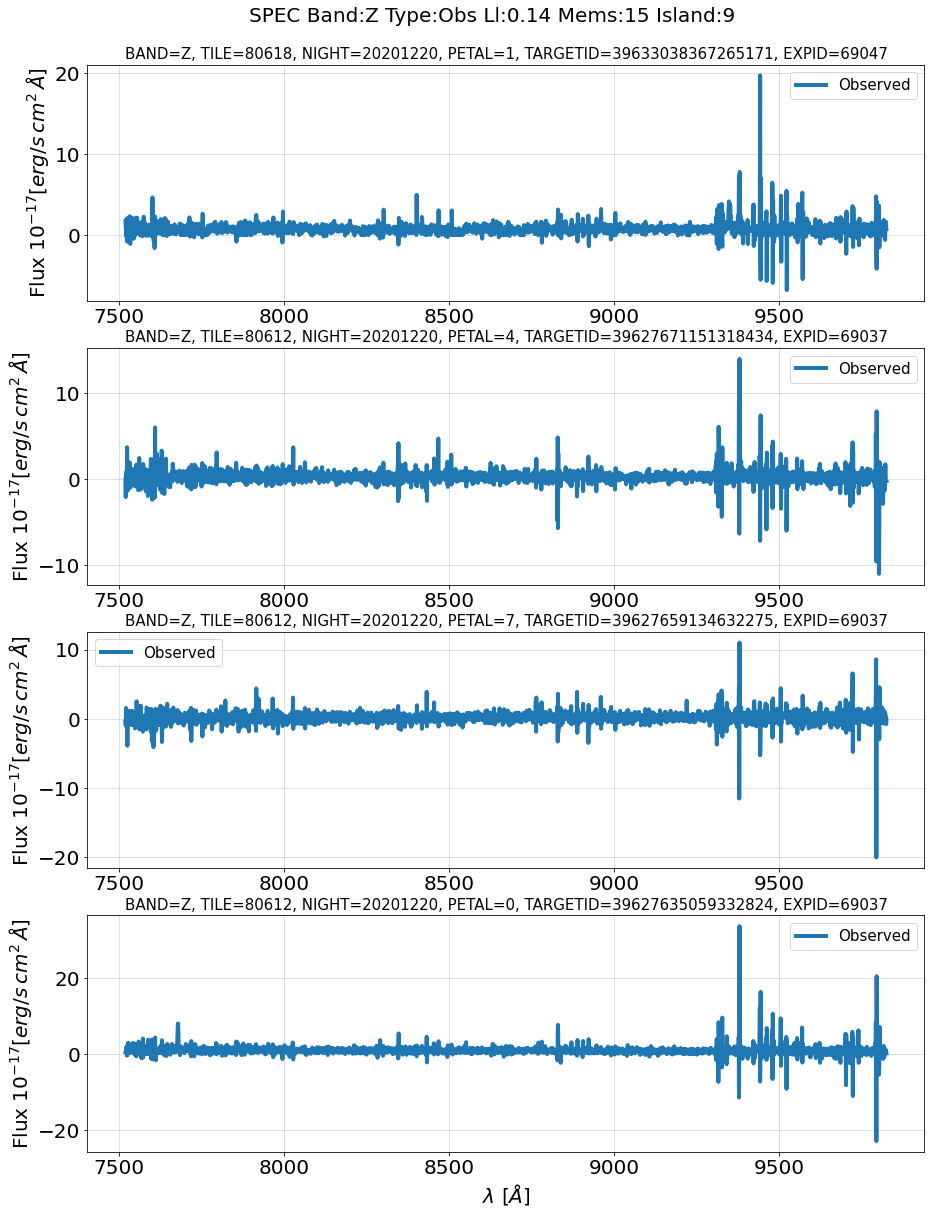 SPEC Band:Z Type:Obs Ll:0.14 Mems:15 Island:9
BAND=Z, TILE=80618, NIGHT=20201220, PETAL=1, TARGETID=39633038367265171, EXPID=69047
Flux 10^{-17}[erg/s cm^2 Å]
20
10
0
Observed
7500 8000 8500 9000 9500
BAND=Z, TILE=80612, NIGHT=20201220, PETAL=4, TARGETID=39627671151318434, EXPID=69037
Flux 10^{-17}[erg/s cm^2 Å]
10
0
−10
Observed
7500 8000 8500 9000 9500
BAND=Z, TILE=80612, NIGHT=20201220, PETAL=7, TARGETID=39627659134632275, EXPID=69037
Flux 10^{-17}[erg/s cm^2 Å]
10
0
−10
−20
Observed
7500 8000 8500 9000 9500
BAND=Z, TILE=80612, NIGHT=20201220, PETAL=0, TARGETID=39627635059332824, EXPID=69037
Flux 10^{-17}[erg/s cm^2 Å]
20
0
−20
Observed
7500 8000 8500 9000 9500
λ [Å]